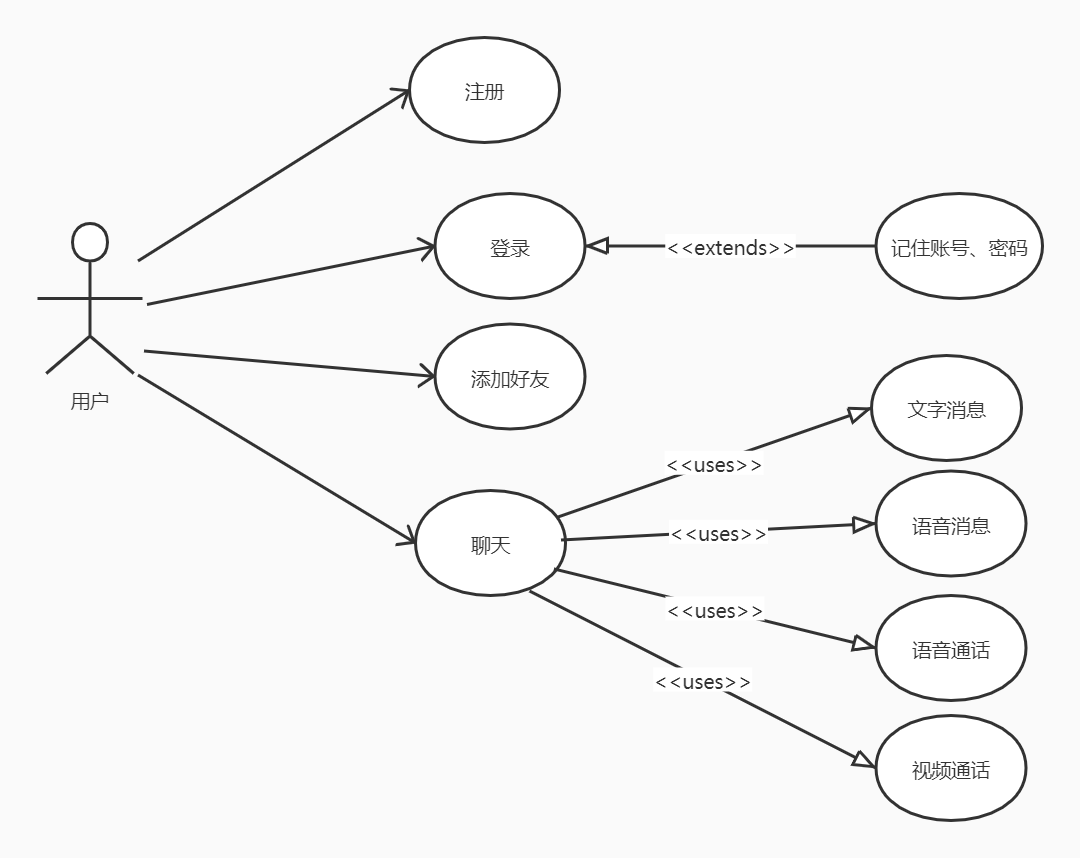 注册
登录
<<extends>>
记住账号、密码
添加好友
用户
文字消息
<<uses>>
语音消息
<<uses>>
聊天
<<uses>>
语音通话
<<uses>>
视频通话